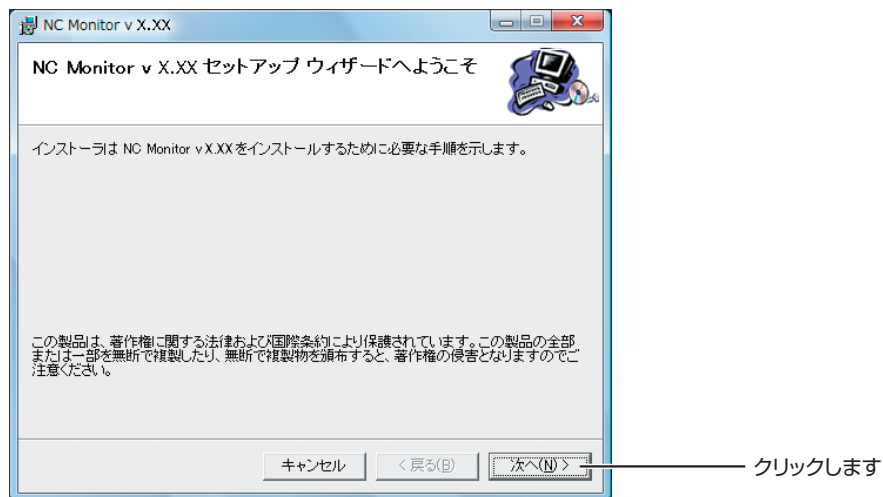 NC Monitor v X.XX
NC Monitor v X.XX セットアップ ウィザードへようこそ
インストーラは NC Monitor v X.XX をインストールするために必要な手順を示します。
この製品は、著作権に関する法律および国際条約により保護されています。この製品の全部
または一部を無断で複製したり、無断で複製物を頒布すると、著作権の侵害となりますのでご
注意ください。
キャンセル
< 戻る(B)
次へ(N) >
クリックします